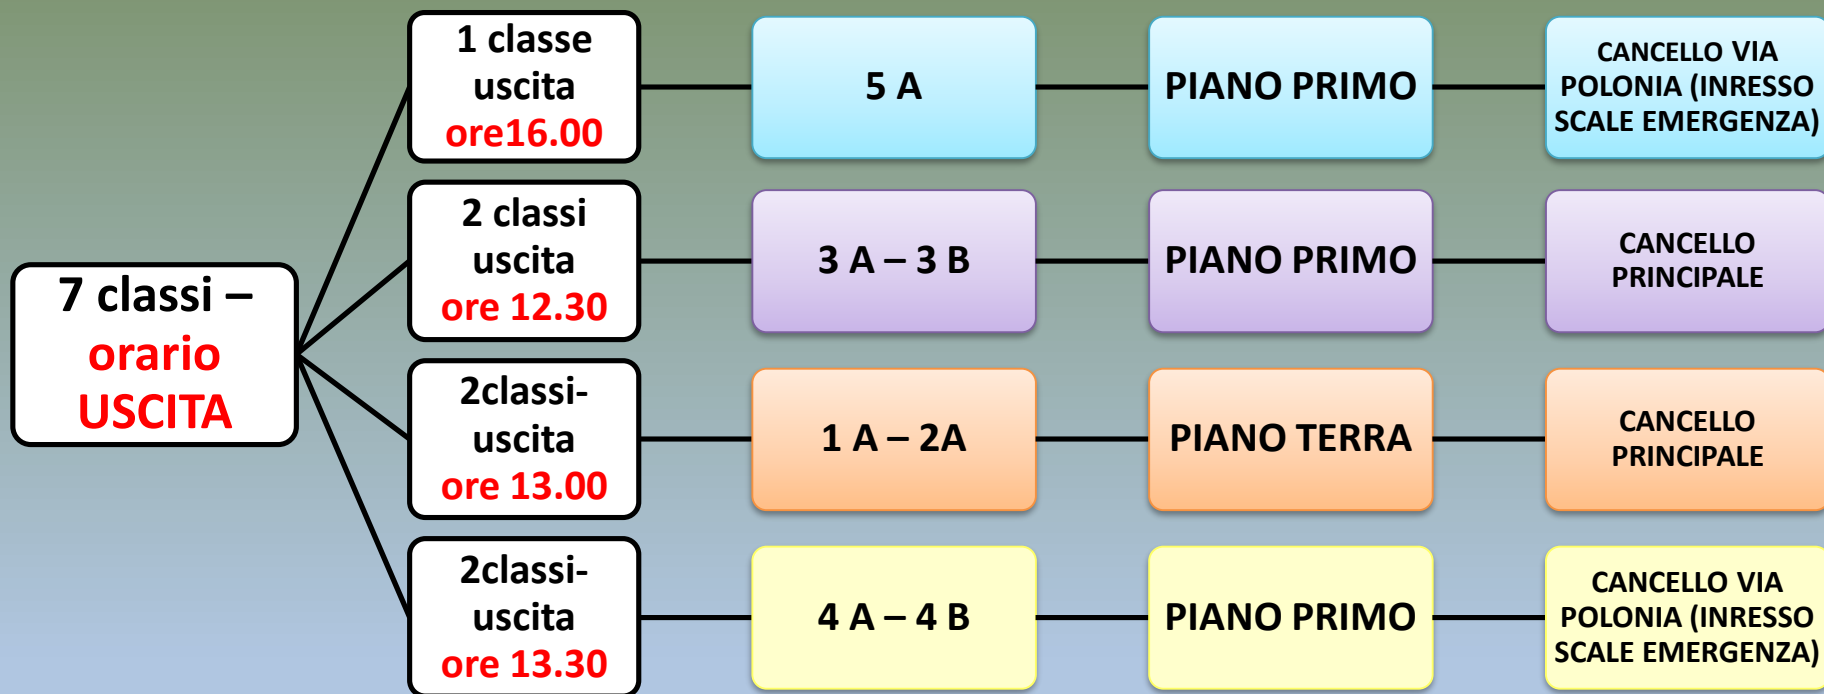 7 classi –
orario
USCITA
1 classe
uscita
ore16.00
5 A
PIANO PRIMO
CANCELLO VIA
POLONIA (INRESSO
SCALE EMERGENZA)
2 classi
uscita
ore 12.30
3 A – 3 B
PIANO PRIMO
CANCELLO
PRINCIPALE
2classi-
uscita
ore 13.00
1 A – 2A
PIANO TERRA
CANCELLO
PRINCIPALE
2classi-
uscita
ore 13.30
4 A – 4 B
PIANO PRIMO
CANCELLO VIA
POLONIA (INRESSO
SCALE EMERGENZA)